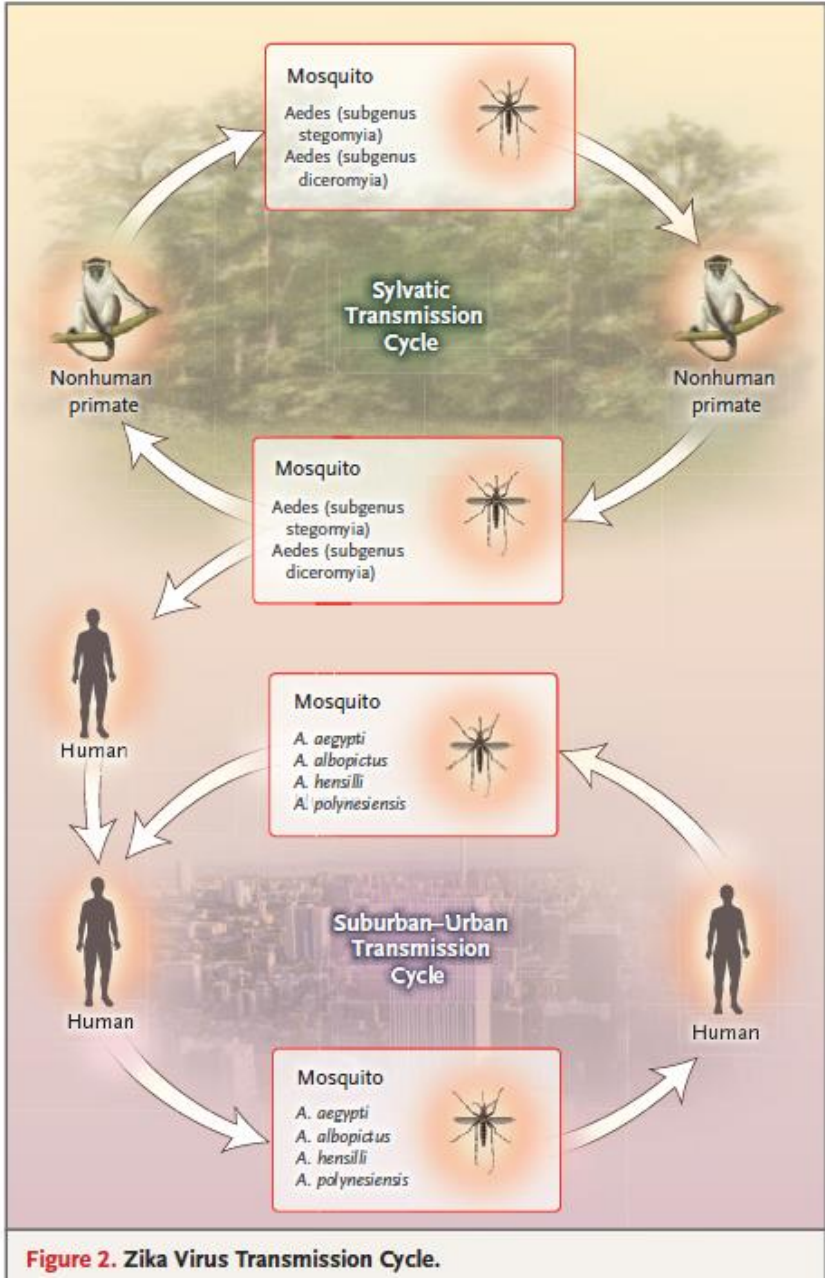 Mosquito
Aedes (subgenus
stegomyia)
Aedes (subgenus
diceromyia)
Sylvatic
Transmission
Cycle
Nonhuman
primate
Nonhuman
primate
Mosquito
Aedes (subgenus
stegomyia)
Aedes (subgenus
diceromyia)
Human
Mosquito
A. aegypti
A. albopictus
A. hensilli
A. polynesiensis
Suburban–Urban
Transmission
Cycle
Human
Human
Mosquito
A. aegypti
A. albopictus
A. hensilli
A. polynesiensis
Figure 2. Zika Virus Transmission Cycle.